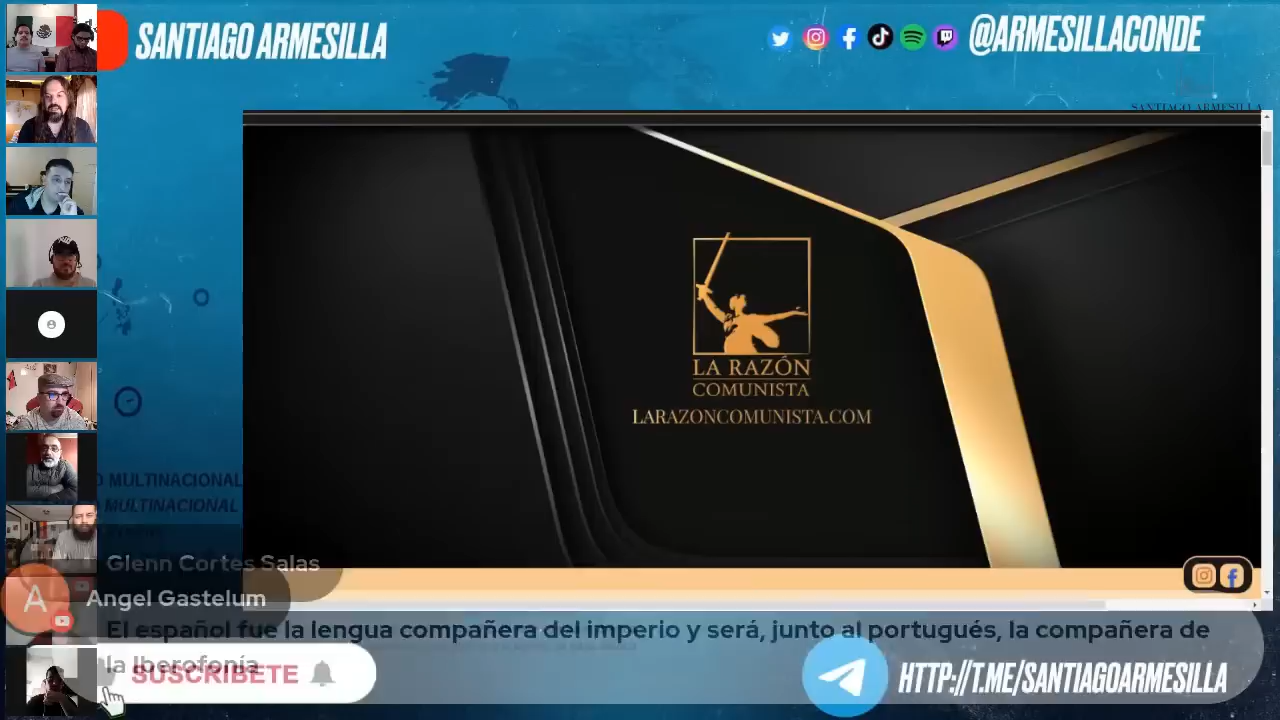 SANTIAGO ARMESILLA
@ARMESILLACONDE
SANTIAGO ARMESILLA
LA RAZÓN
COMUNISTA
LARAZONCOMUNISTA.COM
O MULTINACIONAL
MULTINACIONAL
Glenn Cortes Salas
A
Angel Gastelum
El español fue la lengua compañera del imperio y será, junto al portugués, la compañera de
la Iberofonía
SUSCRÍBETE
HTTP://T.ME/SANTIAGOARMESILLA